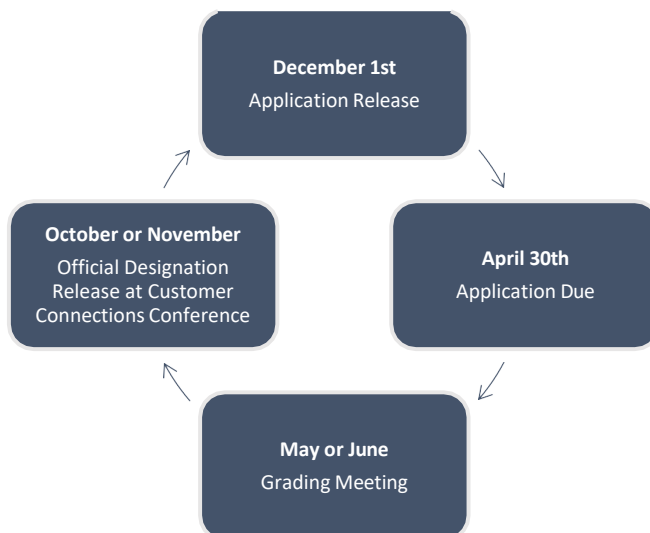 December 1st
Application Release
April 30th
Application Due
May or June
Grading Meeting
October or November
Official Designation
Release at Customer
Connections Conference